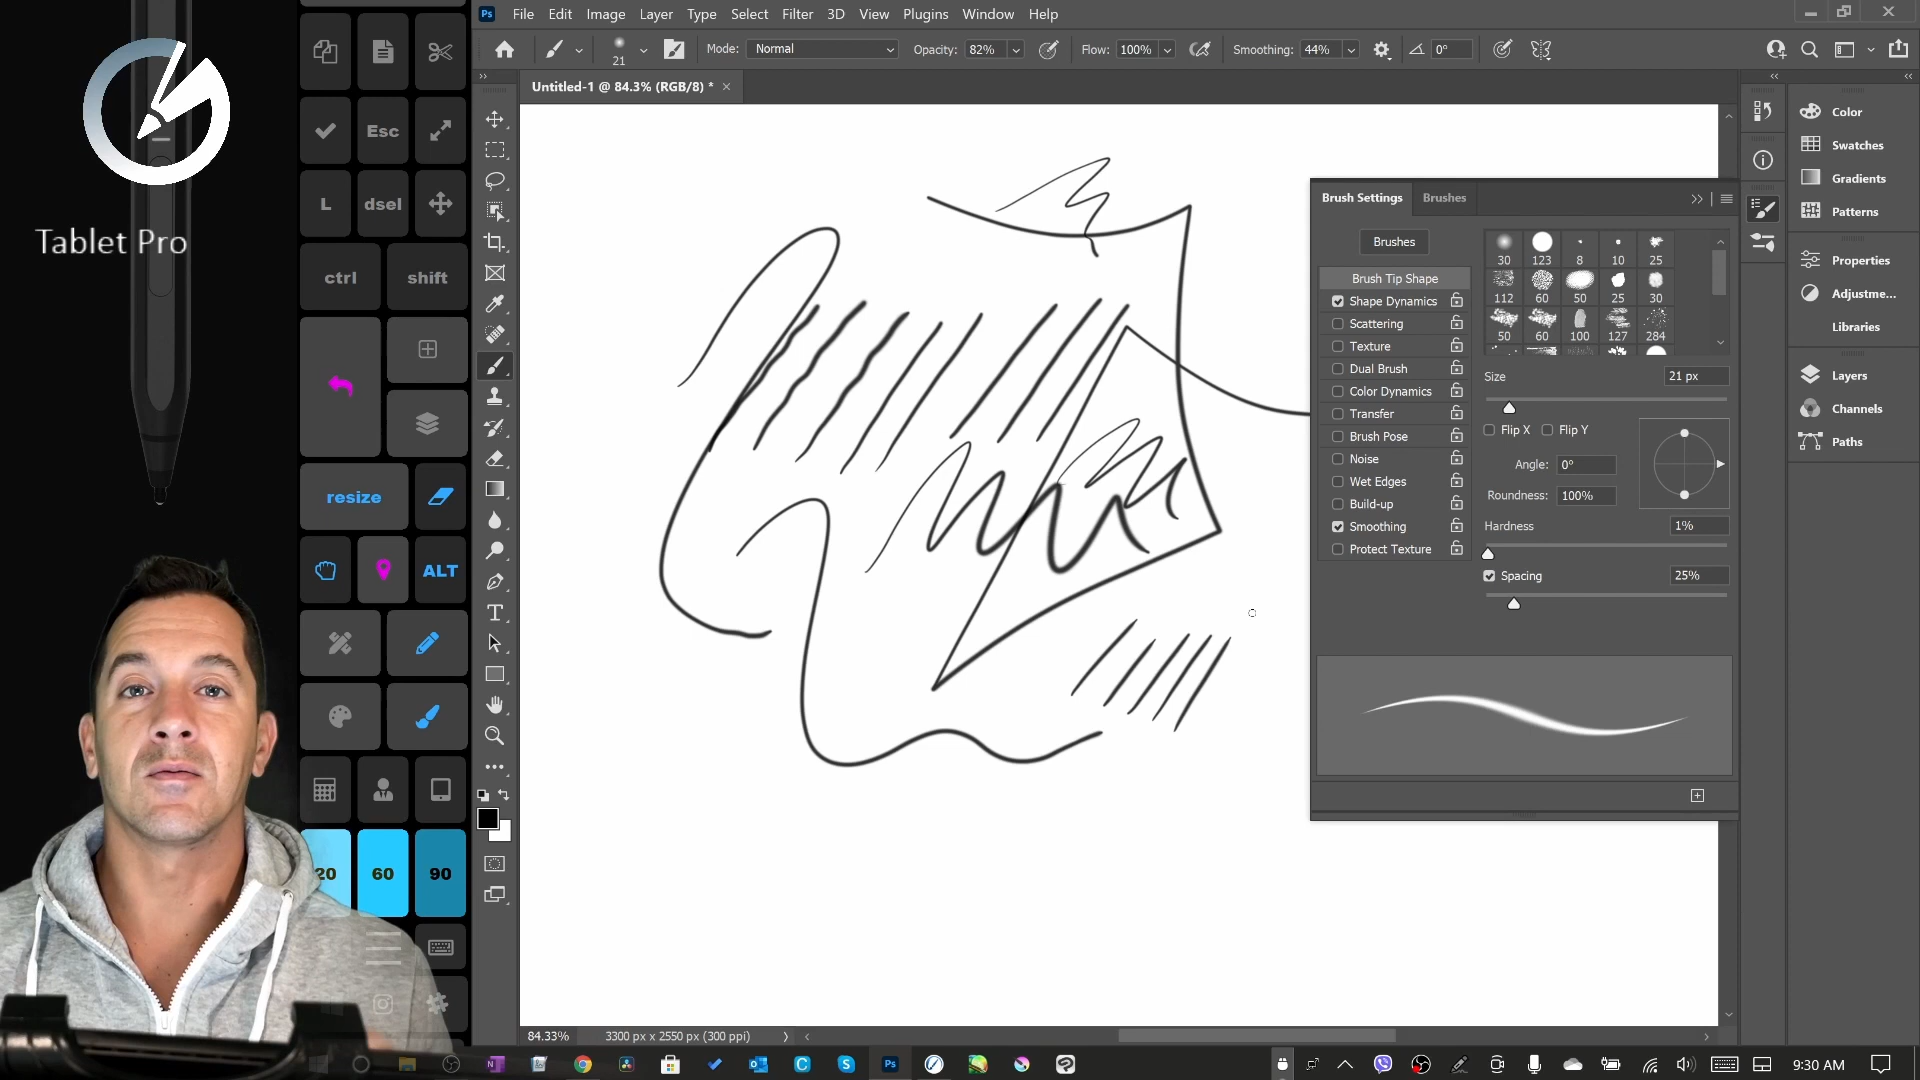 File Edit Image Layer Type Select Filter 3D View Plugins Window Help
21
Mode: Normal
Opacity: 82%
Flow: 100%
Smoothing: 44%
0°
Untitled-1 @ 84.3% (RGB/8) *
Tablet Pro
Esc
L
dsel
ctrl
shift
resize
ALT
20
60
90
Ps
T
Brush Settings
Brushes
Brushes
Brush Tip Shape
Shape Dynamics
Scattering
Texture
Dual Brush
Color Dynamics
Transfer
Brush Pose
Noise
Wet Edges
Build-up
Smoothing
Protect Texture
30 123 8 10 25
112 60 50 25 30
50 60 100 127 284
Size
21 px
Flip X
Flip Y
Angle: 0°
Roundness: 100%
Hardness
1%
Spacing
25%
Color
Swatches
Gradients
Patterns
Properties
Adjustme...
Libraries
Layers
Channels
Paths
84.33%
3300 px x 2550 px (300 ppi)
Ps
9:30 AM